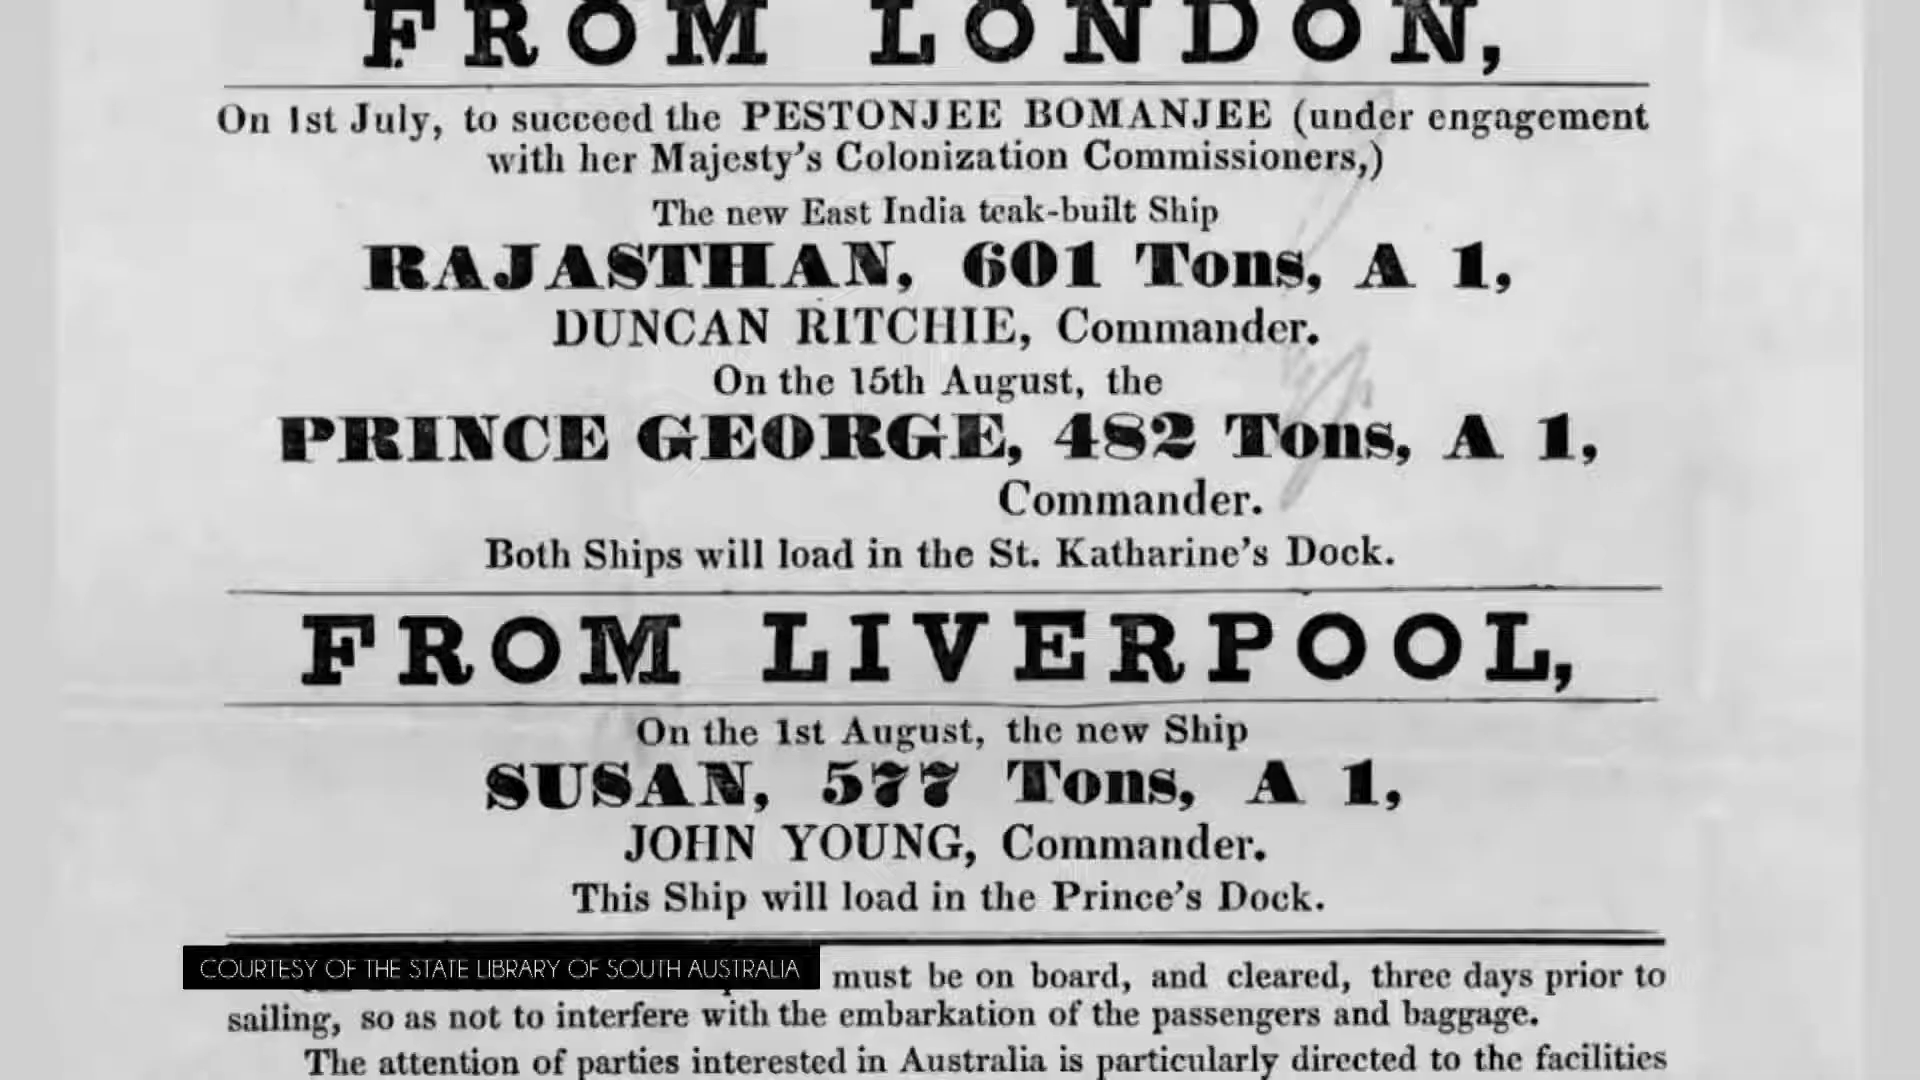 FROM LONDON,
On 1st July, to succeed the PESTONJEE BOMANJEE (under engagement
with her Majesty's Colonization Commissioners,)
The new East India teak-built Ship
RAJASTHAN, 601 Tons, A 1,
DUNCAN RITCHIE, Commander.
On the 15th August, the
PRINCE GEORGE, 482 Tons, A 1,
Commander.
Both Ships will load in the St. Katharine's Dock.
FROM LIVERPOOL,
On the 1st August, the new Ship
SUSAN, 577 Tons, A 1,
JOHN YOUNG, Commander.
This Ship will load in the Prince's Dock.
COURTESY OF THE STATE LIBRARY OF SOUTH AUSTRALIA
must be on board, and cleared, three days prior to
sailing, so as not to interfere with the embarkation of the passengers and baggage.
The attention of parties interested in Australia is particularly directed to the facilities